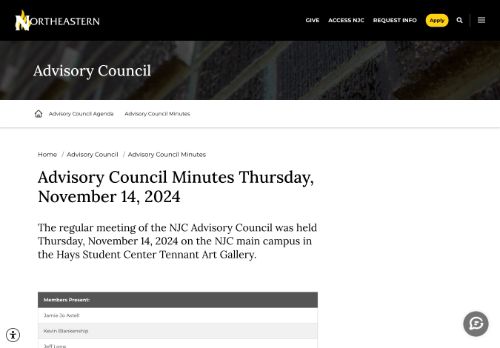 NORTHEASTERN
GIVE ACCESS NJC REQUEST INFO Apply
Advisory Council
Advisory Council Agenda Advisory Council Minutes
Home / Advisory Council / Advisory Council Minutes
Advisory Council Minutes Thursday,
November 14, 2024
The regular meeting of the NJC Advisory Council was held
Thursday, November 14, 2024 on the NJC main campus in
the Hays Student Center Tennant Art Gallery.
Members Present:
Jamie Jo Axtell
Kevin Blankenship
Jeff Long